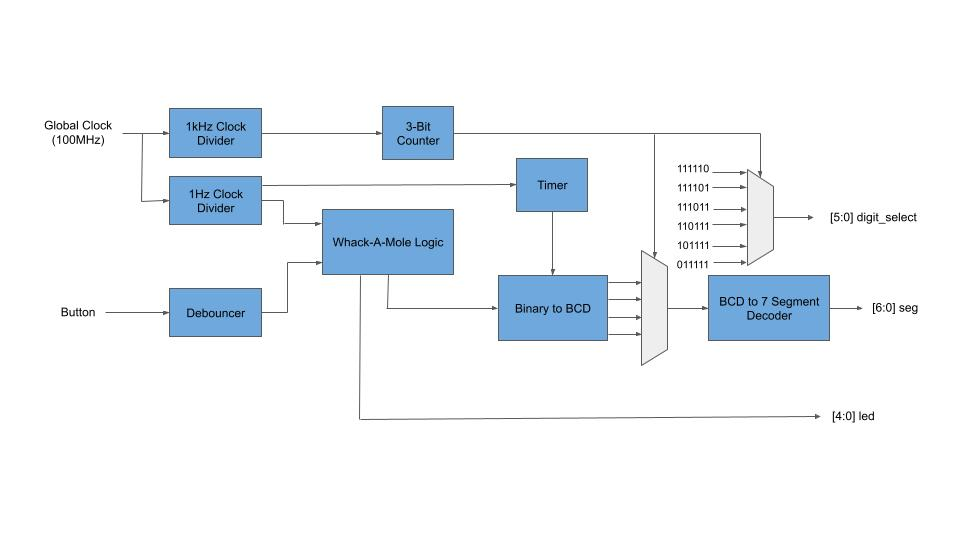 Global Clock
(100MHz)
1kHz Clock
Divider
3-Bit
Counter
1Hz Clock
Divider
Timer
111110
111101
111011
110111
101111
011111
[5:0] digit_select
Whack-A-Mole Logic
Button
Debouncer
Binary to BCD
BCD to 7 Segment
Decoder
[6:0] seg
[4:0] led